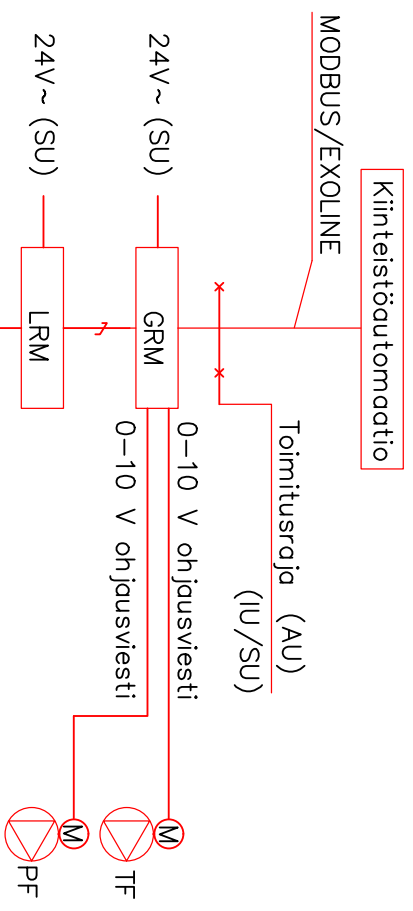 Kiinteistöautomaatio
MODBUS/EXOLINE
Toimitusraja (AU)
(IU/SU)
24V~ (SU)
GRM
0-10 V ohjausviesti
0-10 V ohjausviesti
M
TF
24V~ (SU)
LRM
M
PF